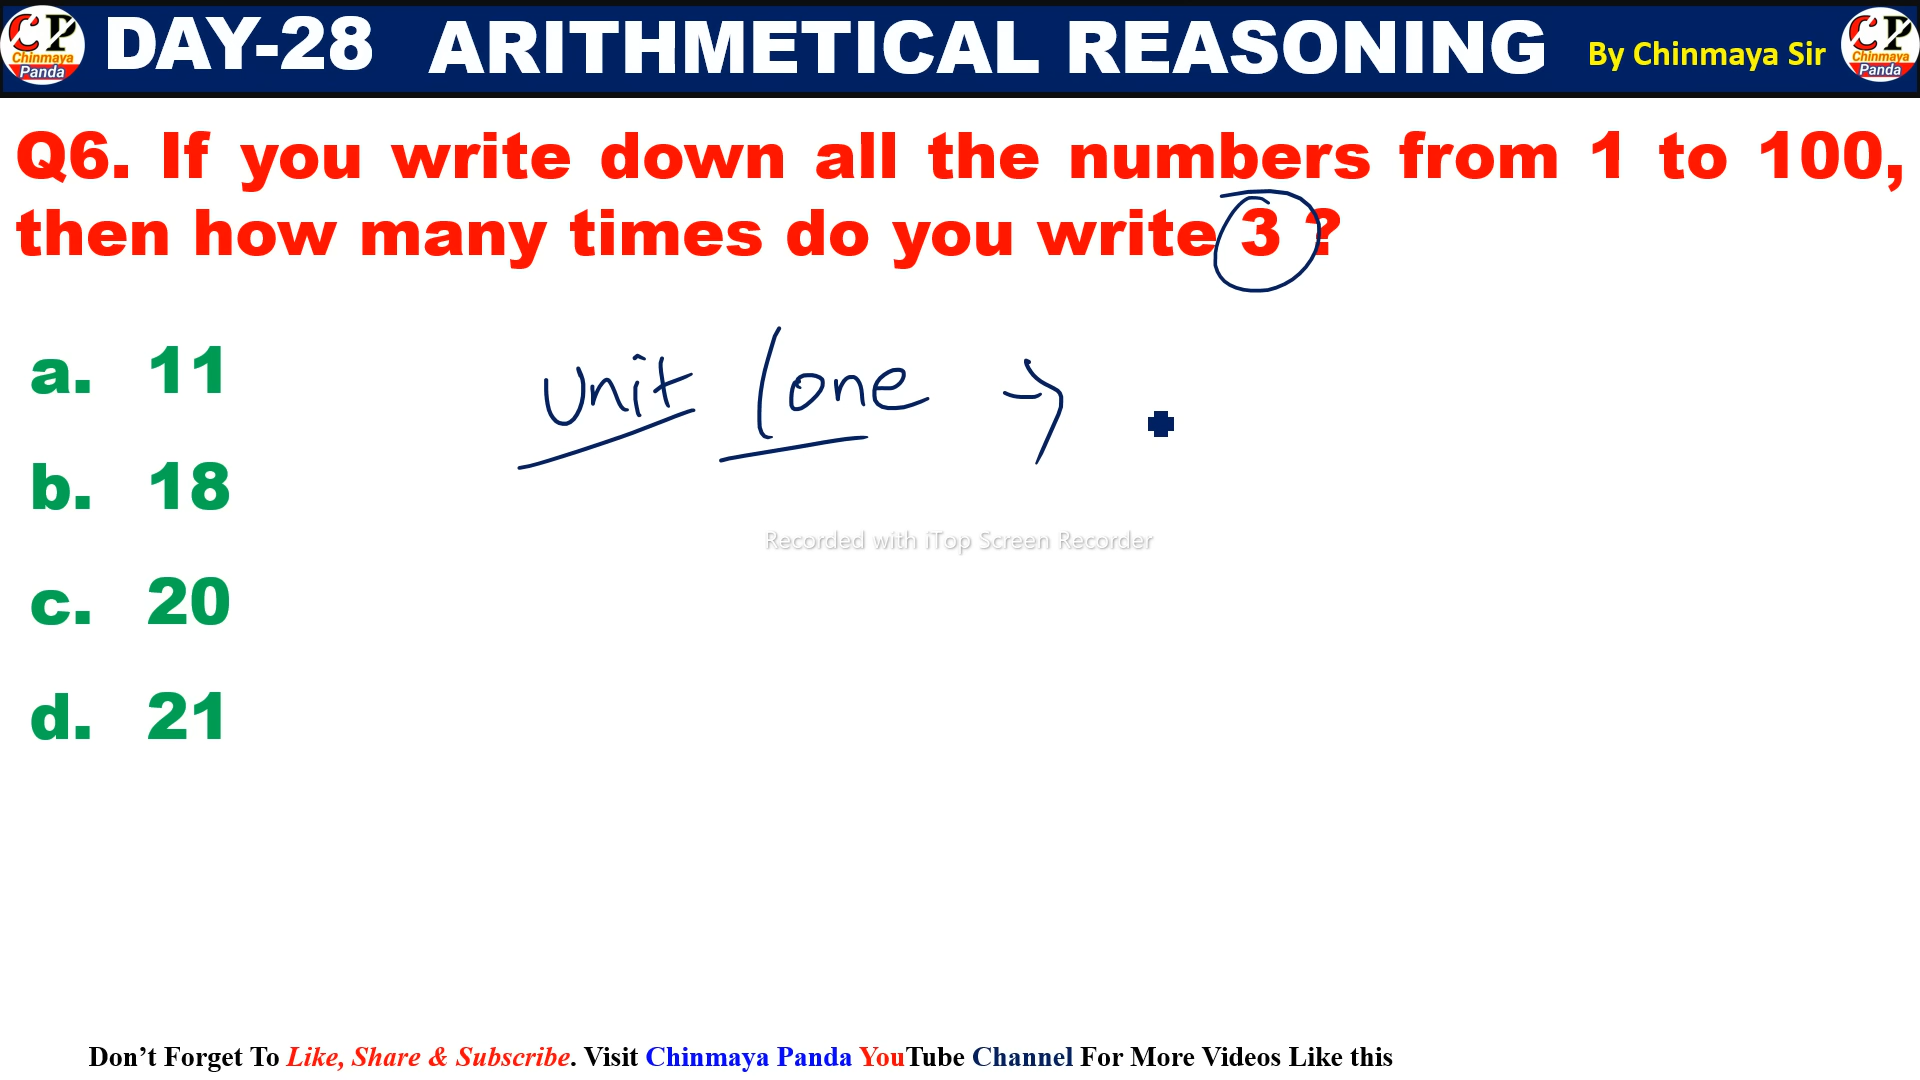 CP Chinmaya Panda DAY-28 ARITHMETICAL REASONING By Chinmaya Sir CP Chinmaya Panda
Q6. If you write down all the numbers from 1 to 100,
then how many times do you write 3 ?
a. 11
unit (one →
b. 18
Recorded with iTop Screen Recorder
c. 20
d. 21
Don’t Forget To Like, Share & Subscribe. Visit Chinmaya Panda YouTube Channel For More Videos Like this